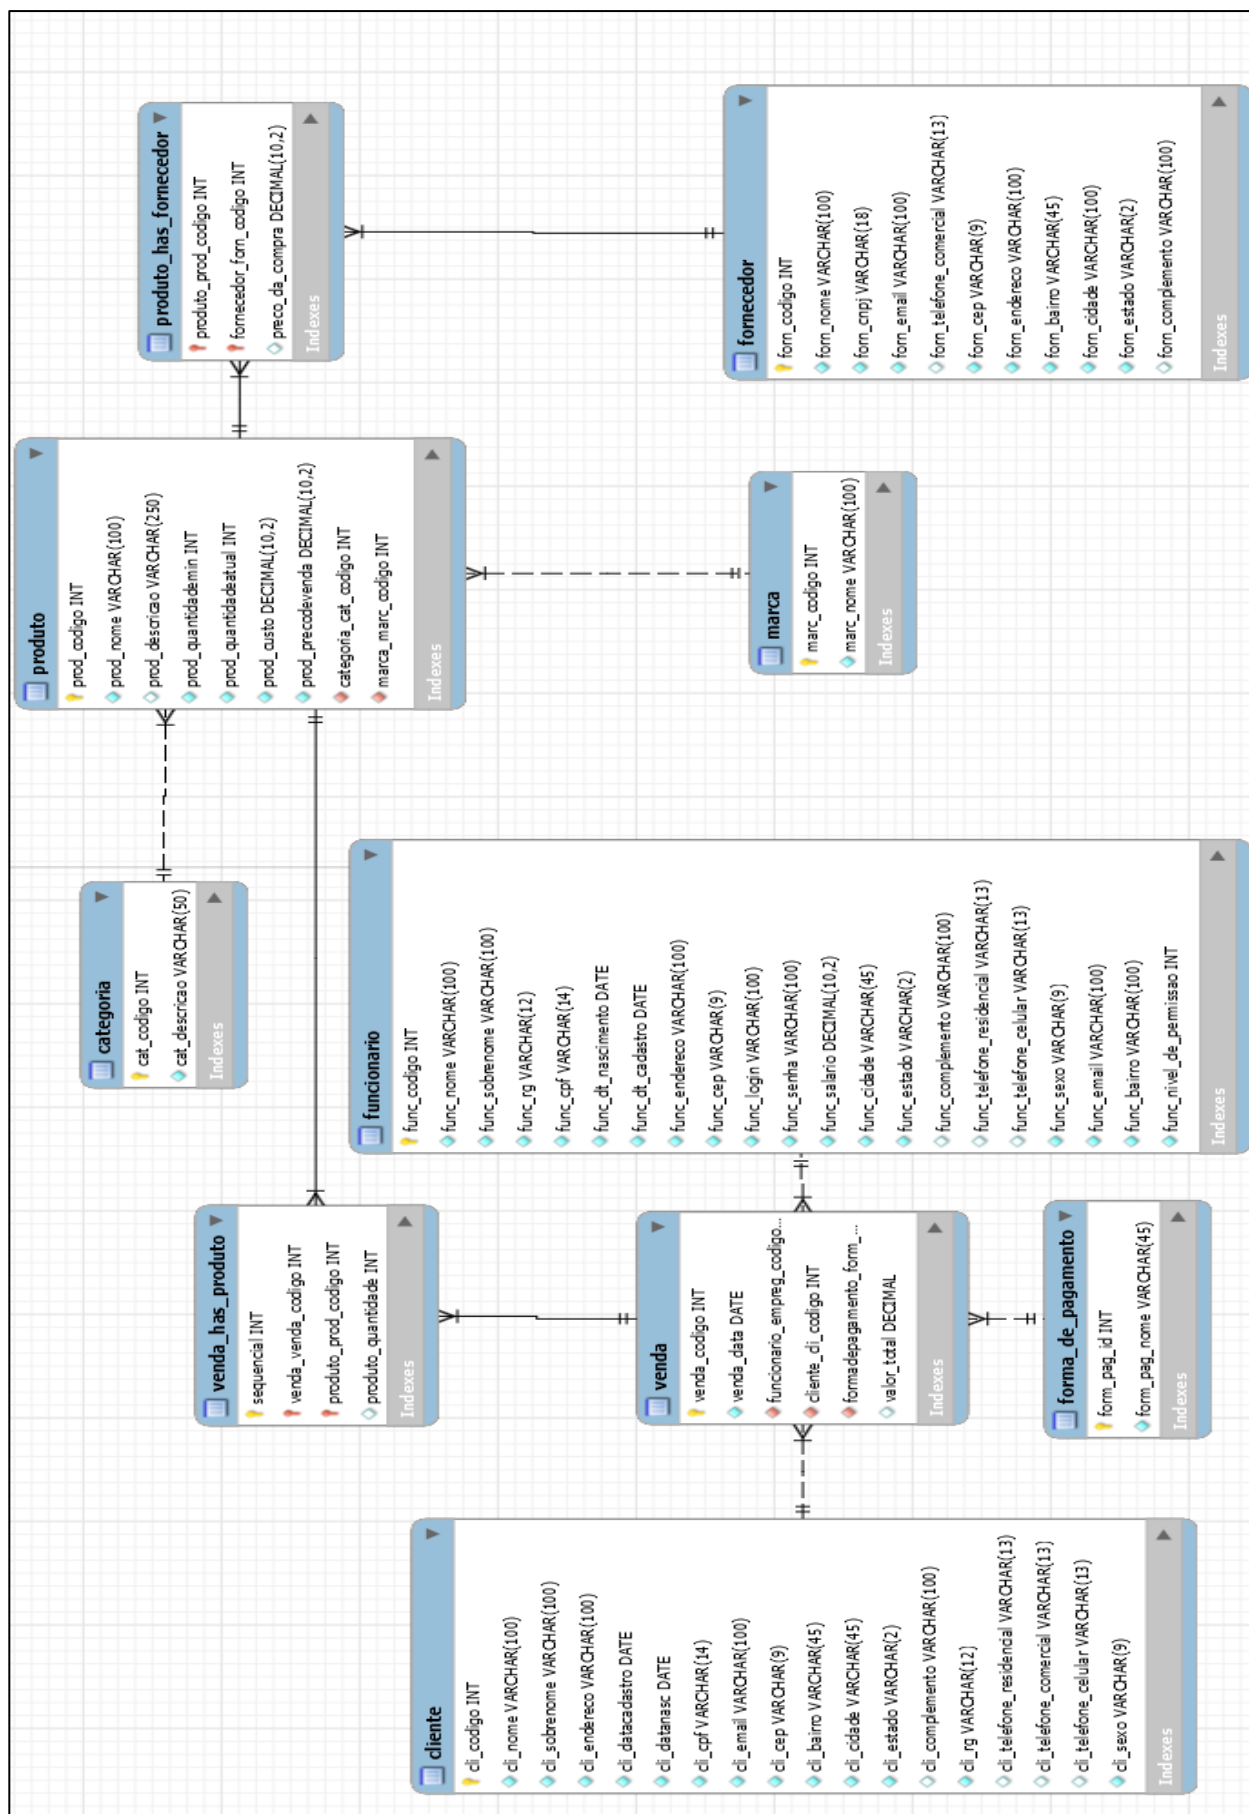 cliente
cli_codigo INT
cli_nome VARCHAR(100)
cli_sobrenome VARCHAR(100)
cli_endereco VARCHAR(100)
cli_datacadastro DATE
cli_datanasc DATE
cli_cpf VARCHAR(14)
cli_email VARCHAR(100)
cli_cep VARCHAR(9)
cli_bairro VARCHAR(45)
cli_cidade VARCHAR(45)
cli_estado VARCHAR(2)
cli_complemento VARCHAR(100)
cli_rg VARCHAR(12)
cli_telefone_residencial VARCHAR(13)
cli_telefone_comercial VARCHAR(13)
cli_telefone_celular VARCHAR(13)
cli_sexo VARCHAR(9)
Indexes
venda_has_produto
sequencial INT
venda_venda_codigo INT
produto_prod_codigo INT
produto_quantidade INT
Indexes
venda
venda_codigo INT
venda_data DATE
funcionario_empreg_codigo...
cliente_cli_codigo INT
formadepagamento_form_...
valor_total DECIMAL
Indexes
forma_de_pagamento
form_pag_id INT
form_pag_nome VARCHAR(45)
Indexes
categoria
cat_codigo INT
cat_descricao VARCHAR(50)
Indexes
funcionario
func_codigo INT
func_nome VARCHAR(100)
func_sobrenome VARCHAR(100)
func_rg VARCHAR(12)
func_cpf VARCHAR(14)
func_dt_nascimento DATE
func_dt_cadastro DATE
func_endereco VARCHAR(100)
func_cep VARCHAR(9)
func_login VARCHAR(100)
func_senha VARCHAR(100)
func_salario DECIMAL(10,2)
func_cidade VARCHAR(45)
func_estado VARCHAR(2)
func_complemento VARCHAR(100)
func_telefone_residencial VARCHAR(13)
func_telefone_celular VARCHAR(13)
func_sexo VARCHAR(9)
func_email VARCHAR(100)
func_bairro VARCHAR(100)
func_nivel_de_permissao INT
Indexes
produto
prod_codigo INT
prod_nome VARCHAR(100)
prod_descricao VARCHAR(250)
prod_quantidademin INT
prod_quantidadeatual INT
prod_custo DECIMAL(10,2)
prod_precodevenda DECIMAL(10,2)
categoria_cat_codigo INT
marca_marc_codigo INT
Indexes
marca
marc_codigo INT
marc_nome VARCHAR(100)
Indexes
produto_has_fornecedor
produto_prod_codigo INT
fornecedor_forn_codigo INT
preco_da_compra DECIMAL(10,2)
Indexes
fornecedor
forn_codigo INT
forn_nome VARCHAR(100)
forn_cnpj VARCHAR(18)
forn_email VARCHAR(100)
forn_telefone_comercial VARCHAR(13)
forn_cep VARCHAR(9)
forn_endereco VARCHAR(100)
forn_bairro VARCHAR(45)
forn_cidade VARCHAR(100)
forn_estado VARCHAR(2)
forn_complemento VARCHAR(100)
Indexes